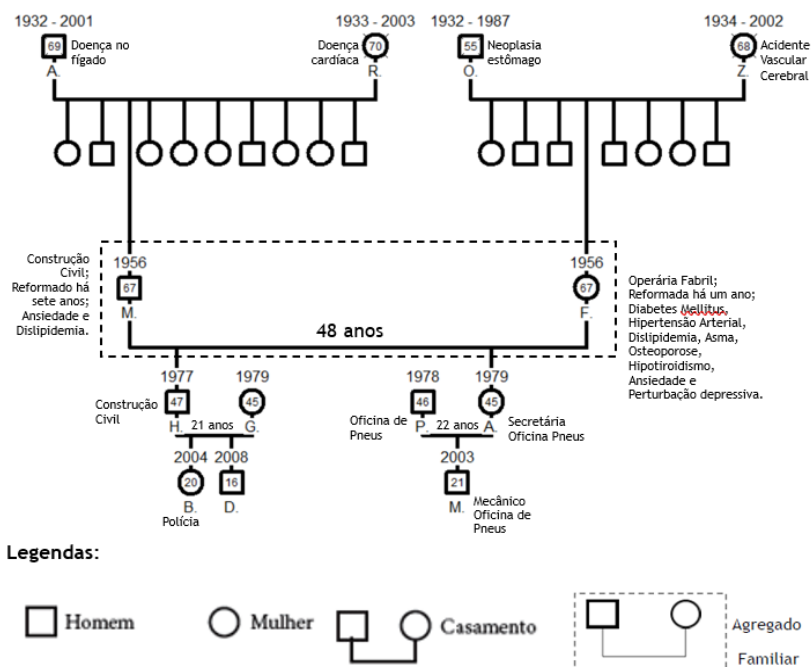 1932 - 2001
1933 - 2003
1932 - 1987
1934 - 2002
69
Doença no
fígado
A.
Doença
cardíaca
70
R.
55
Neoplasia
estômago
O.
68
Acidente
Vascular
Cerebral
Z.
Construção
Civil;
Reformado há
sete anos;
Ansiedade e
Dislipidemia.
1956
67
M.
1956
67
F.
48 anos
Operária Fabril;
Reformada há um ano;
Diabetes Mellitus,
Hipertensão Arterial,
Dislipidemia, Asma,
Osteoporose,
Hipotiroidismo,
Ansiedade e
Perturbação depressiva.
1977
1979
1978
1979
Construção
Civil
47
H.
21 anos
45
G.
Oficina de
Pneus
46
P.
22 anos
45
A.
Secretária
Oficina Pneus
2004
2008
2003
20
B.
Polícia
16
D.
21
M.
Mecânico
Oficina de
Pneus
Legendas:
Homem
Mulher
Casamento
Agregado
Familiar